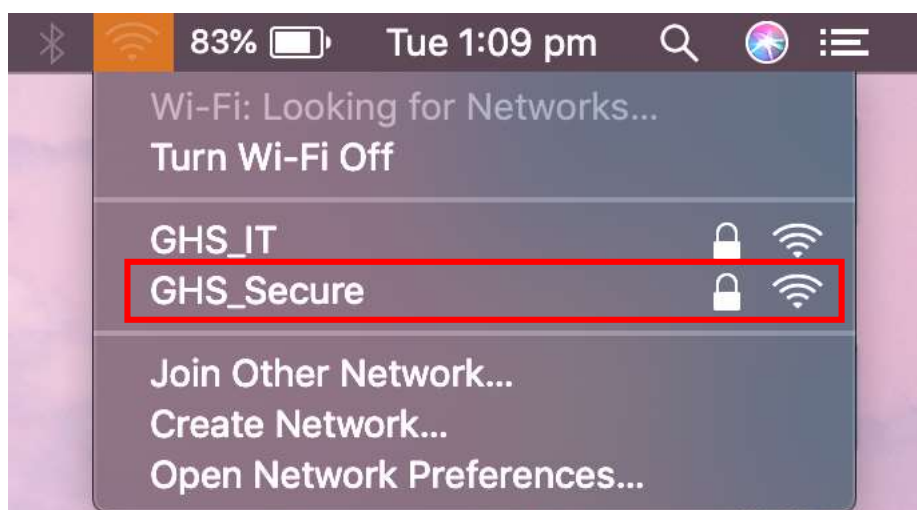 83% Tue 1:09 pm
Wi-Fi: Looking for Networks...
Turn Wi-Fi Off
GHS_IT
GHS_Secure
Join Other Network...
Create Network...
Open Network Preferences...